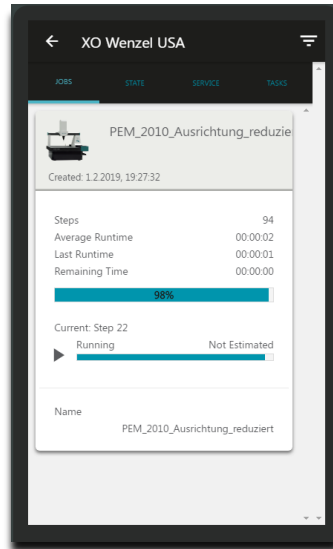 XO Wenzel USA
JOBS STATE SERVICE TASKS
PEM_2010_Ausrichtung_reduzie
Created: 1.2.2019, 19:27:32
Steps 94
Average Runtime 00:00:02
Last Runtime 00:00:01
Remaining Time 00:00:00
98%
Current: Step 22
Running Not Estimated
Name
PEM_2010_Ausrichtung_reduziert